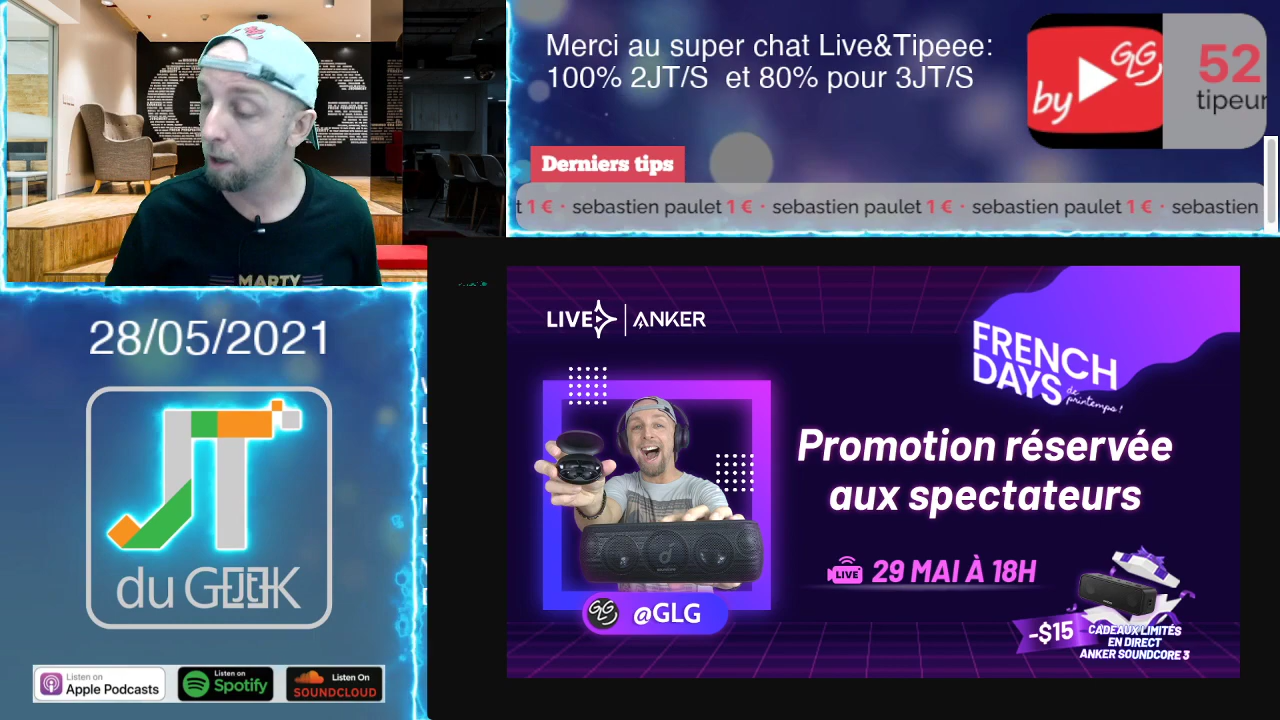 Merci au super chat Live&Tipeee:
100% 2JT/S et 80% pour 3JT/S
by GLG
52
tipeur
Derniers tips
t 1 € · sebastien paulet 1 € · sebastien paulet 1 € · sebastien paulet 1 € · sebastien
MARTY
28/05/2021
JT
du GEEK
Listen on
Apple Podcasts
Listen on
Spotify
Listen On
SOUNDCLOUD
LIVE | ANKER
FRENCH
DAYS
de
printemps !
Promotion réservée
aux spectateurs
LIVE 29 MAI À 18H
GLG @GLG
-$15
CADEAUX LIMITÉS
EN DIRECT
ANKER SOUNDCORE 3